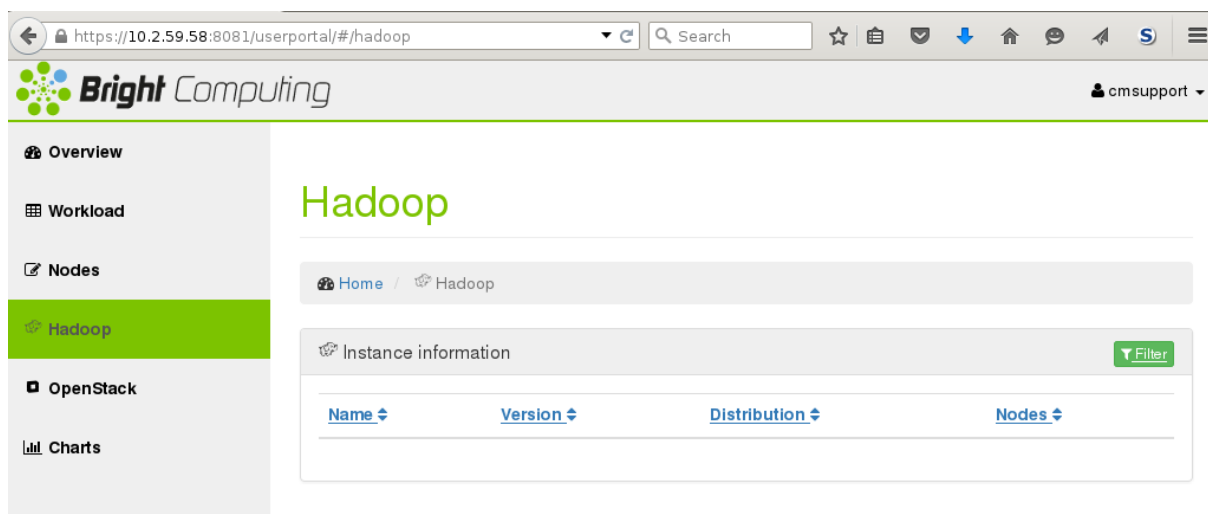 https://10.2.59.58:8081/userportal/#/hadoop
Search
S
Bright Computing
cmsupport
Overview
Workload
Nodes
Hadoop
OpenStack
Charts
Hadoop
Home / Hadoop
Instance information
Filter
Name Version Distribution Nodes